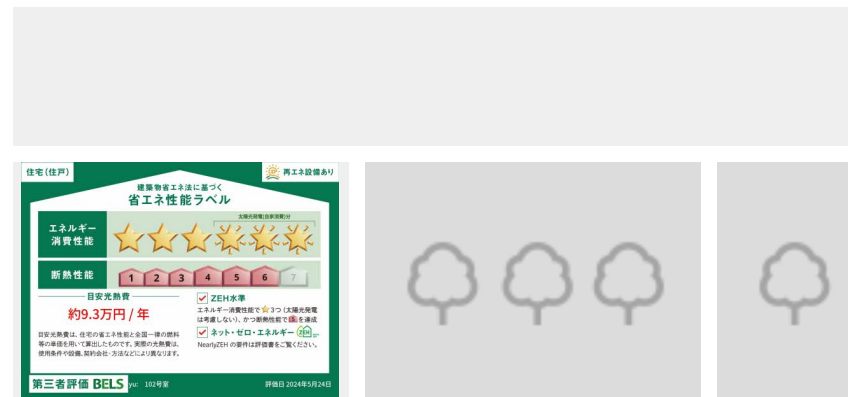 住宅(住戸)
再エネ設備あり
建築物省エネ法に基づく
省エネ性能ラベル
太陽光発電(自家消費)分
エネルギー
消費性能
断熱性能
1 2 3 4 5 6 7
目安光熱費
約9.3万円 / 年
目安光熱費は、住宅の省エネ性能と全国一律の燃料
等の単価を用いて算出したものです。実際の光熱費は、
使用条件や設備、契約会社・方法などにより異なります。
ZEH水準
エネルギー消費性能で 3つ (太陽光発電
は考慮しない)、かつ断熱性能で を達成
ネット・ゼロ・エネルギー ZEH
NearlyZEH の要件は評価書をご覧ください。
第三者評価 BELS yu: 102号室
評価日 2024年5月24日